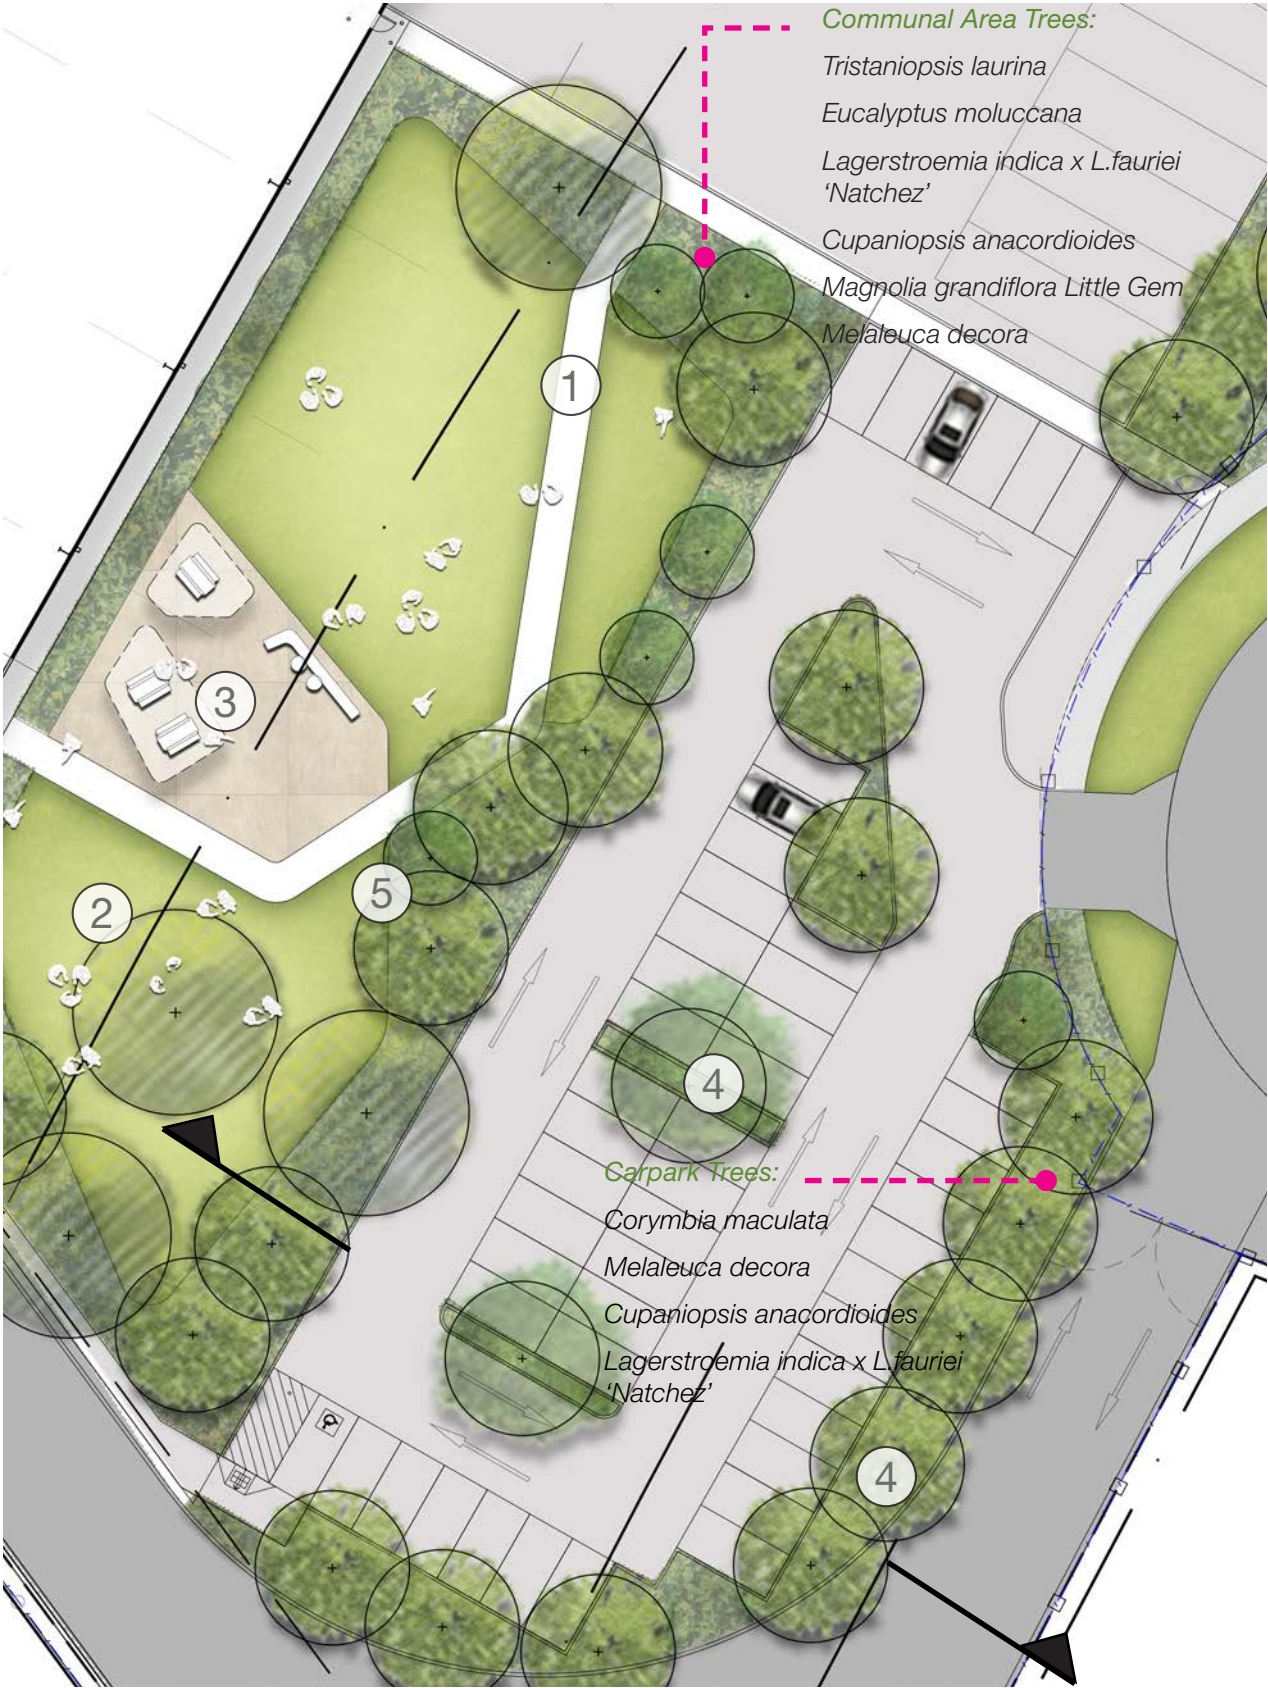 Communal Area Trees:
Tristaniopsis laurina
Eucalyptus moluccana
Lagerstroemia indica x L.fauriei
‘Natchez’
Cupaniopsis anacordioides
Magnolia grandiflora Little Gem
Melaleuca decora
1
3
2
5
4
Carpark Trees:
Corymbia maculata
Melaleuca decora
Cupaniopsis anacordioides
Lagerstroemia indica x L.fauriei
‘Natchez’
4